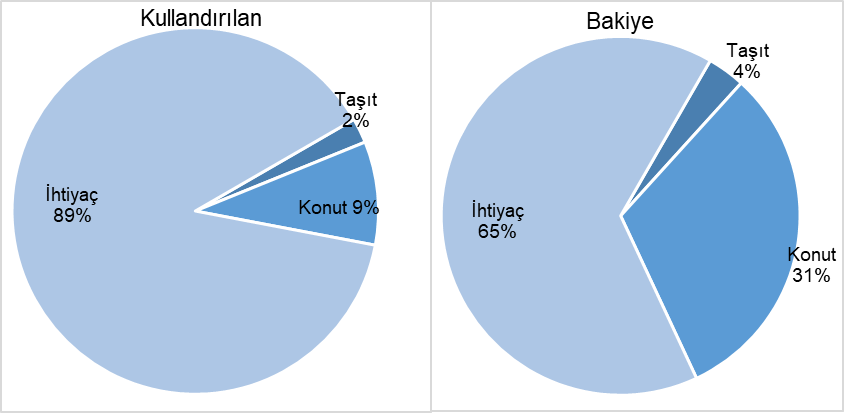 Kullandırılan
Taşıt
2%
İhtiyaç
89%
Konut 9%
Bakiye
Taşıt
4%
İhtiyaç
65%
Konut
31%